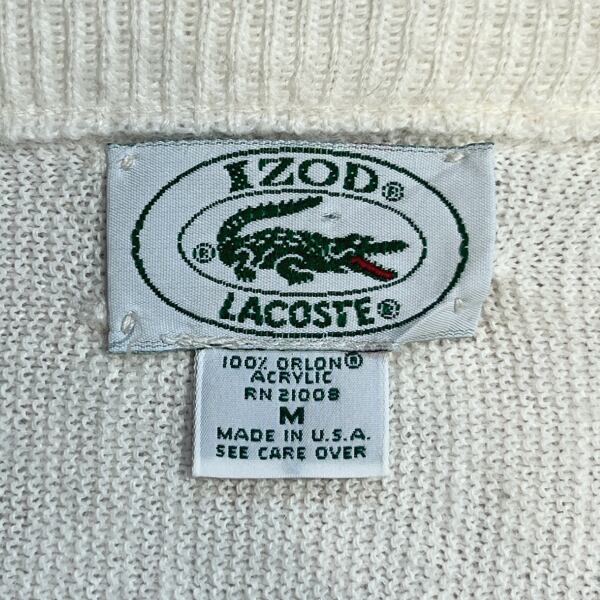 IZOD®
®
LACOSTE®
100% ORLON®
ACRYLIC
RN 21008
M
MADE IN U.S.A.
SEE CARE OVER